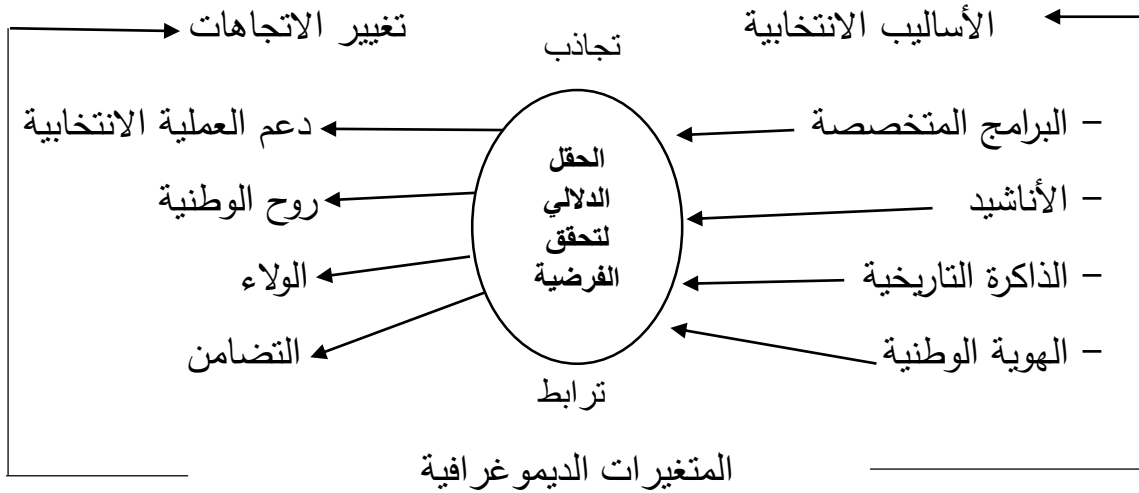 الأساليب الانتخابية
تغيير الاتجاهات
تجاذب
– البرامج المتخصصة
دعم العملية الانتخابية
– الأناشيد
روح الوطنية
– الذاكرة التاريخية
الولاء
– الهوية الوطنية
التضامن
الحقل
الدلالي
لتحقق
الفرضية
ترابط
المتغيرات الديموغرافية